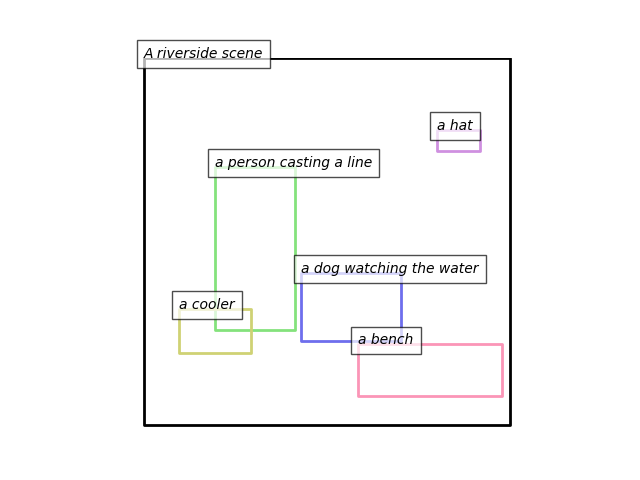 A riverside scene
a hat
a person casting a line
a dog watching the water
a cooler
a bench